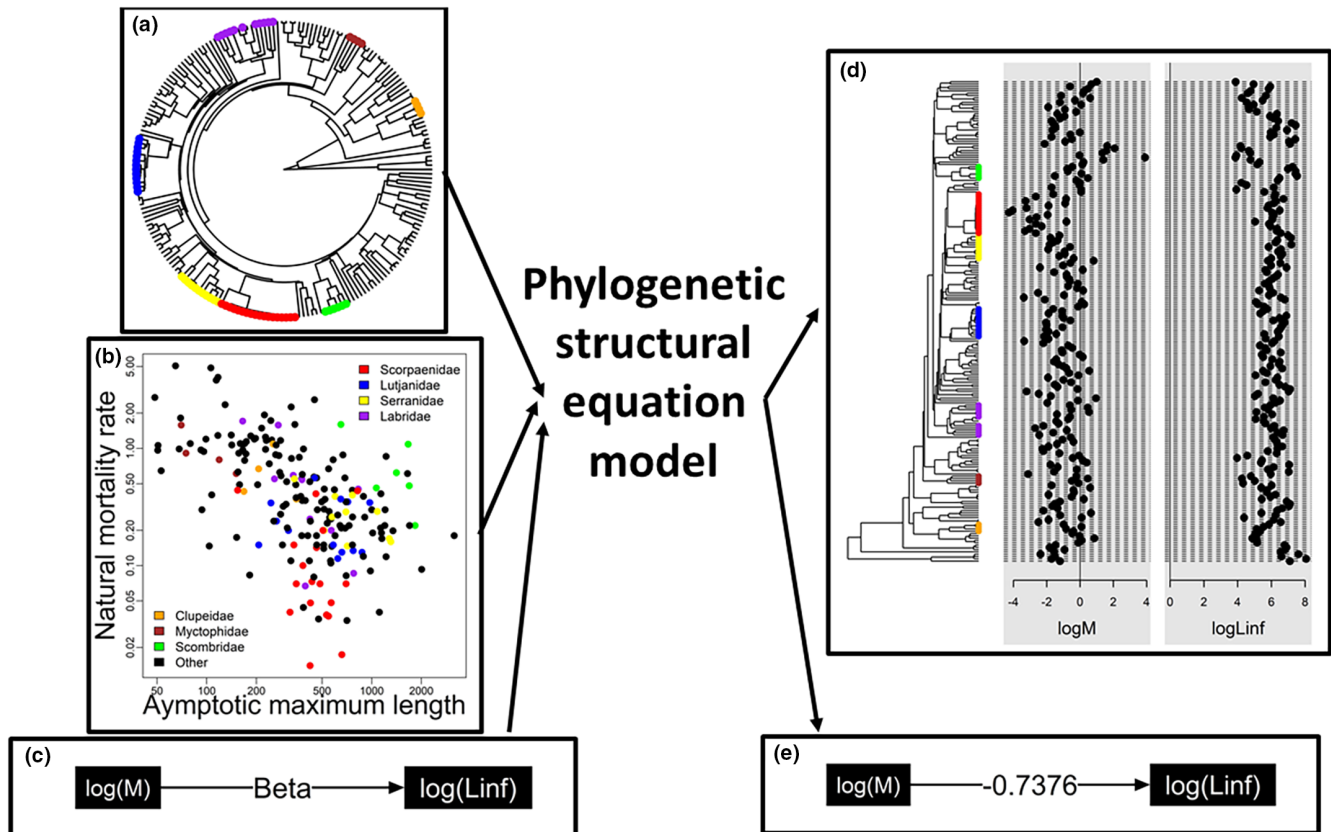 (a)
(b)
Natural mortality rate
5.00
1.00
0.50
0.20
0.10
0.05
0.02
Scorpaenidae
Lutjanidae
Serranidae
Labridae
Clupeidae
Myctophidae
Scombridae
Other
50 100 200 500 1000 2000
Aymptotic maximum length
(c)
log(M) Beta log(Linf)
Phylogenetic
structural
equation
model
(d)
-4 -2 0 2 4
logM
0 2 4 6 8
logLinf
(e)
log(M) -0.7376 log(Linf)